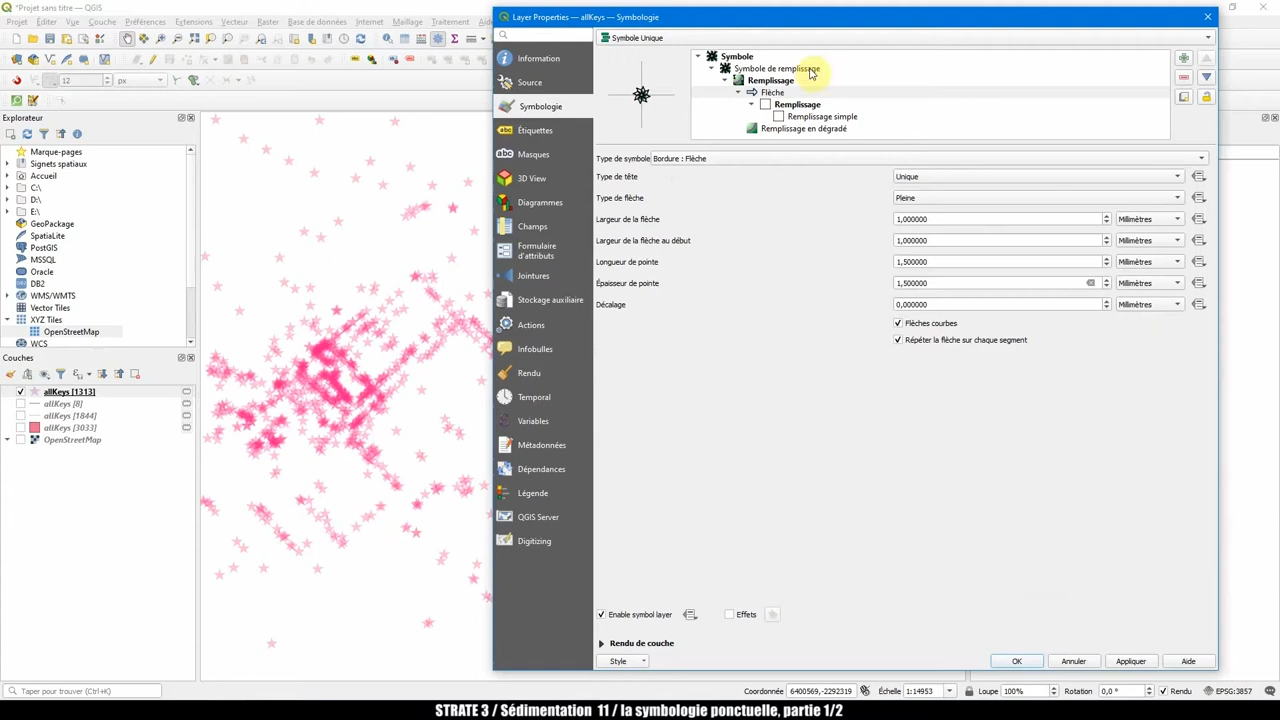 *Projet sans titre — QGIS
Projet Éditer Vue Couche Préférences Extensions Vecteur Raster Base de données Internet Maillage
12 px
Explorateur
Marque-pages
Signets spatiaux
Accueil
C:\
D:\
E:\
GeoPackage
SpatiaLite
PostGIS
MSSQL
Oracle
DB2
WMS/WMTS
Vector Tiles
XYZ Tiles
OpenStreetMap
WCS
Couches
allKeys [1313]
allKeys [8]
allKeys [1844]
allKeys [3033]
OpenStreetMap
Layer Properties — allKeys — Symbologie
Information
Source
Symbologie
Étiquettes
Masques
3D View
Diagrammes
Champs
Formulaire
d'attributs
Jointures
Stockage auxiliaire
Actions
Infobulles
Rendu
Temporal
Variables
Métadonnées
Dépendances
Légende
QGIS Server
Digitizing
Symbole Unique
Symbole
Symbole de remplissage
Remplissage
Flèche
Remplissage
Remplissage simple
Remplissage en dégradé
Type de symbole Bordure : Flèche
Type de tête Unique
Type de flèche Pleine
Largeur de la flèche 1,000000 Millimètres
Largeur de la flèche au début 1,000000 Millimètres
Longueur de pointe 1,500000 Millimètres
Épaisseur de pointe 1,500000 Millimètres
Décalage 0,000000 Millimètres
Flèches courbes
Répéter la flèche sur chaque segment
Enable symbol layer Effets
Rendu de couche
Style OK Annuler Appliquer Aide
Taper pour trouver (Ctrl+K) Coordonnée 6400569,-2292319 Échelle 1:14953 Loupe 100% Rotation 0,0 ° Rendu EPSG:3857
STRATE 3 / Sédimentation 11 / la symbologie ponctuelle, partie 1/2